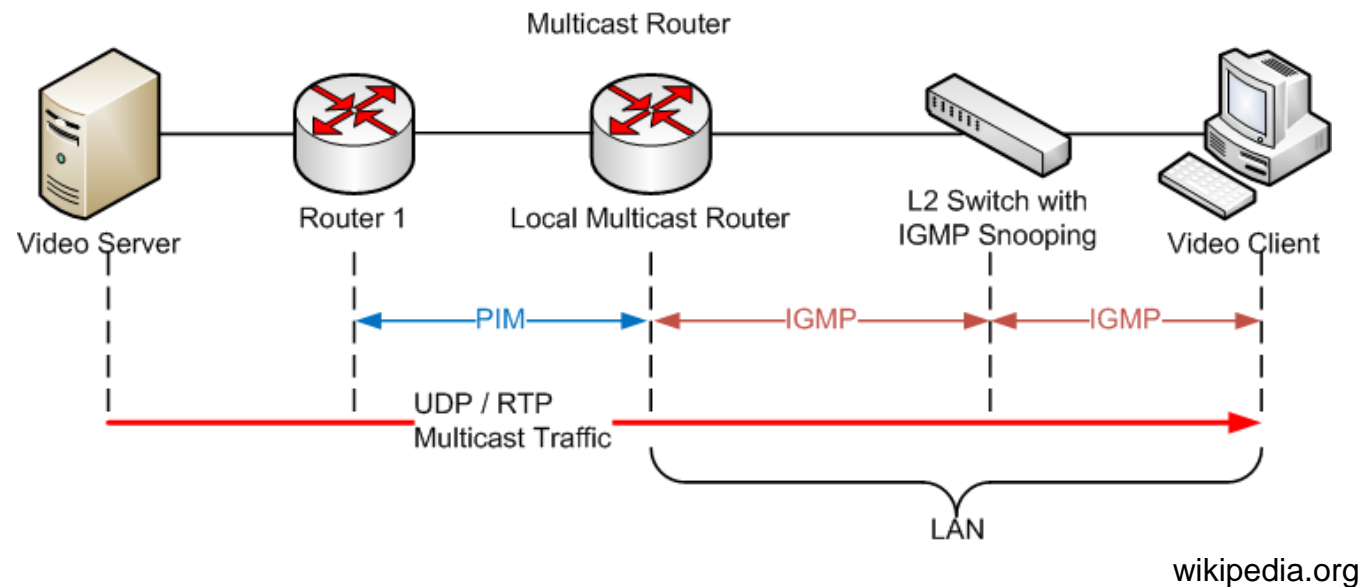 Multicast Router
Video Server
Router 1
Local Multicast Router
L2 Switch with
IGMP Snooping
Video Client
PIM
IGMP
IGMP
UDP / RTP
Multicast Traffic
LAN
wikipedia.org